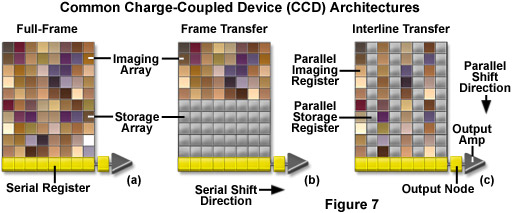 Common Charge-Coupled Device (CCD) Architectures
Full-Frame
Frame Transfer
Interline Transfer
Imaging
Array
Parallel
Imaging
Register
Parallel
Shift
Direction
Storage
Array
Parallel
Storage
Register
Output
Amp
(a)
(b)
(c)
Serial Register
Serial Shift
Direction
Output Node
Figure 7